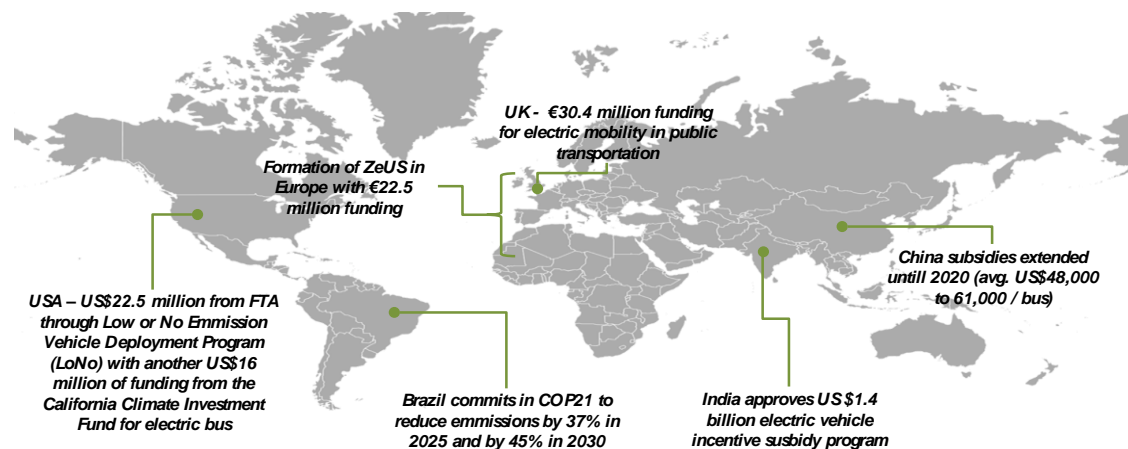 UK - €30.4 million funding
for electric mobility in public
transportation
Formation of ZeUS in
Europe with €22.5
million funding
China subsidies extended
untill 2020 (avg. US$48,000
to 61,000 / bus)
USA – US$22.5 million from FTA
through Low or No Emmission
Vehicle Deployment Program
(LoNo) with another US$16
million of funding from the
California Climate Investment
Fund for electric bus
Brazil commits in COP21 to
reduce emmissions by 37% in
2025 and by 45% in 2030
India approves US $1.4
billion electric vehicle
incentive susbidy program